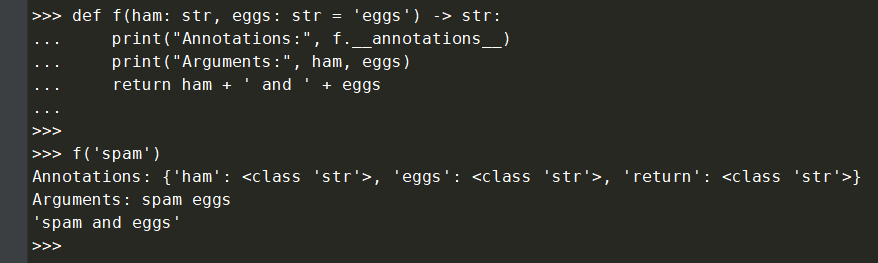 >>> def f(ham: str, eggs: str = 'eggs') -> str:
...     print("Annotations:", f.__annotations__)
...     print("Arguments:", ham, eggs)
...     return ham + ' and ' + eggs
...
>>>
>>> f('spam')
Annotations: {'ham': <class 'str'>, 'eggs': <class 'str'>, 'return': <class 'str'>}
Arguments: spam eggs
'spam and eggs'
>>>